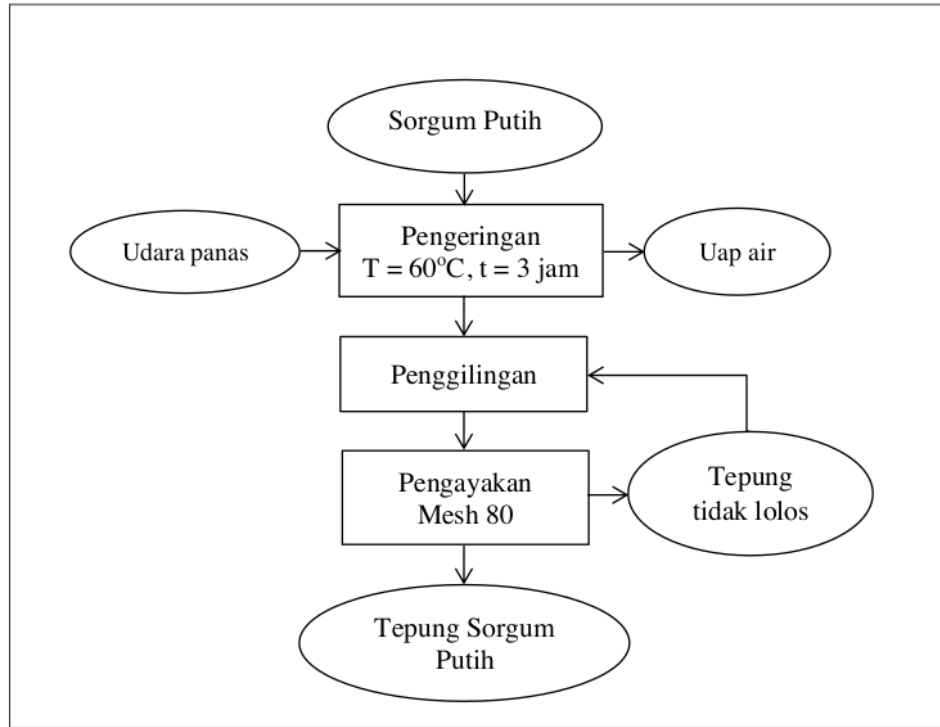 Sorgum Putih
Udara panas
Pengeringan
T = 60°C, t = 3 jam
Uap air
Penggilingan
Pengayakan
Mesh 80
Tepung
tidak lolos
Tepung Sorgum
Putih